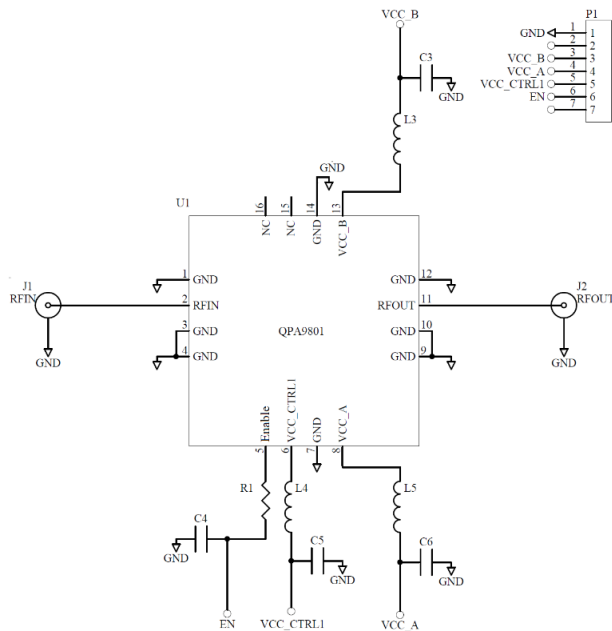 VCC_B
P1
GND 1 1
2 2
VCC_B 3 3
VCC_A 4 4
VCC_CTRL1 5 5
EN 6 6
7 7
C3
GND
L3
GND
U1
16 15 14 13
NC NC GND VCC_B
1 GND
GND 12
J1
RFIN
2 RFIN
RFOUT 11
J2
RFOUT
3 GND
QPA9801
GND 10
GND
4 GND
GND 9
GND
Enable VCC_CTRL1 GND VCC_A
5 6 7 8
R1
L4
L5
C4
GND
C5
GND
C6
GND
EN
VCC_CTRL1
VCC_A